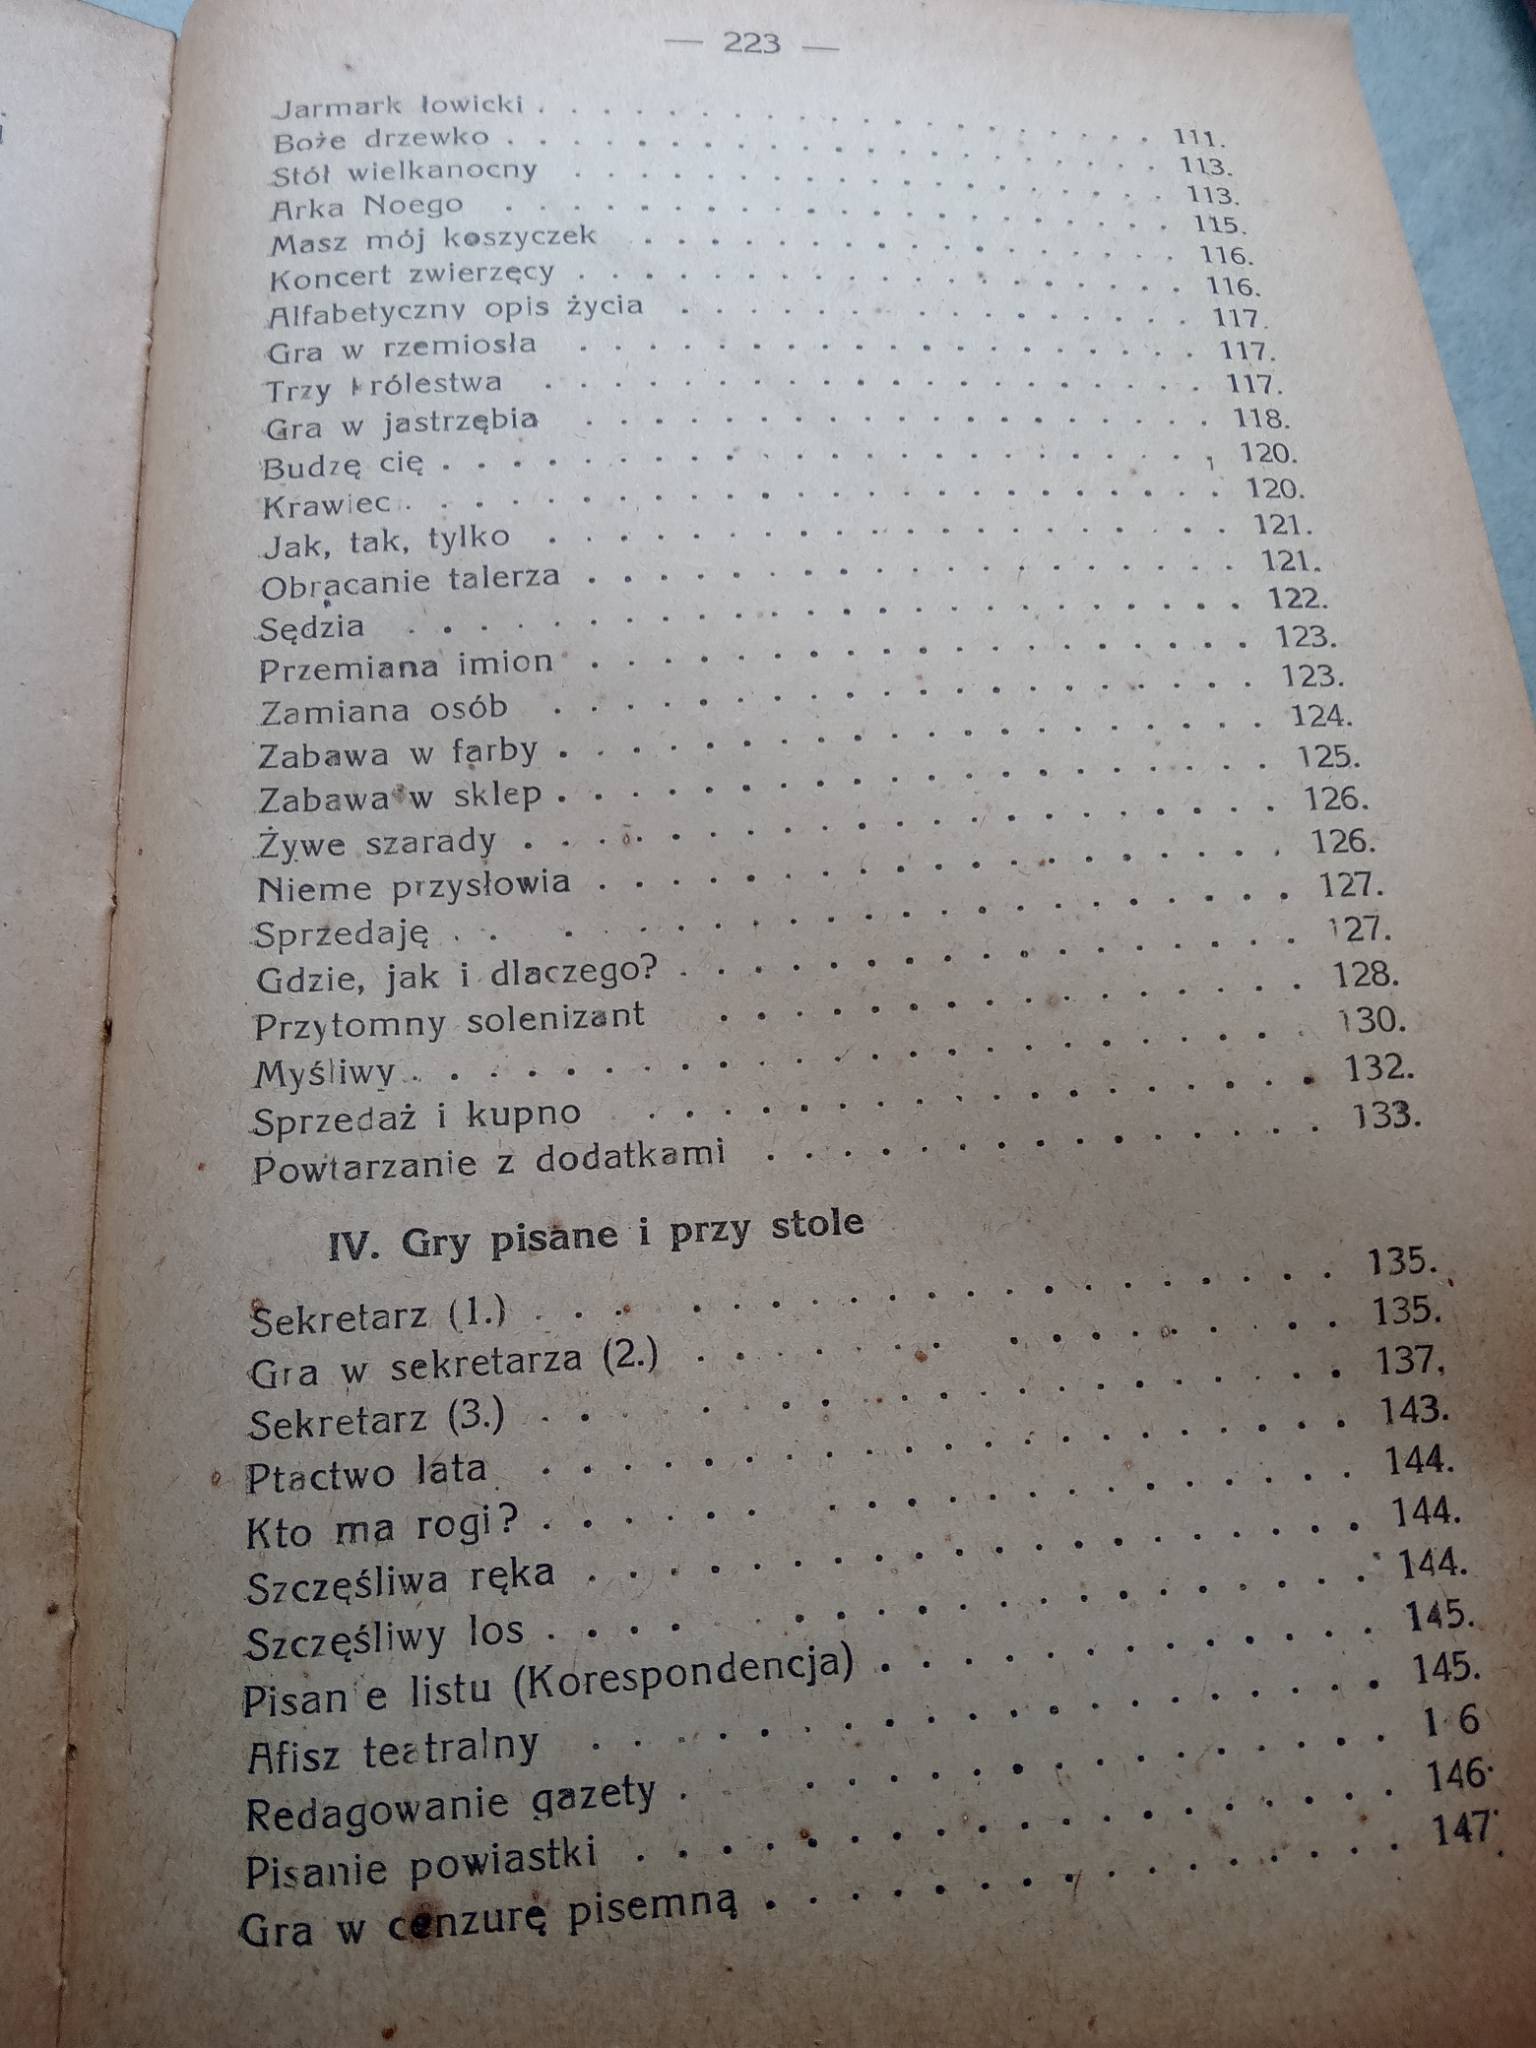 — 223 —
Jarmark łowicki . . . . . 111.
Boże drzewko . . . . . 113.
Stół wielkanocny . . . . . 113.
Arka Noego . . . . . 115.
Masz mój koszyczek . . . . . 116.
Koncert zwierzęcy . . . . . 116.
Alfabetyczny opis życia . . . . . 117.
Gra w rzemiosła . . . . . 117.
Trzy królestwa . . . . . 117.
Gra w jastrzębia . . . . . 118.
Budzę cię . . . . . 120.
Krawiec . . . . . 120.
Jak, tak, tylko . . . . . 121.
Obracanie talerza . . . . . 121.
Sędzia . . . . . 122.
Przemiana imion . . . . . 123.
Zamiana osób . . . . . 123.
Zabawa w farby . . . . . 124.
Zabawa w sklep . . . . . 125.
Żywe szarady . . . . . 126.
Nieme przysłowia . . . . . 126.
Sprzedaję . . . . . 127.
Gdzie, jak i dlaczego? . . . . . 127.
Przytomny solenizant . . . . . 128.
Myśliwy . . . . . 130.
Sprzedaż i kupno . . . . . 132.
Powtarzanie z dodatkami . . . . . 133.
IV. Gry pisane i przy stole
Sekretarz (1.) . . . . . 135.
Gra w sekretarza (2.) . . . . . 135.
Sekretarz (3.) . . . . . 137.
Ptactwo lata . . . . . 143.
Kto ma rogi? . . . . . 144.
Szczęśliwa ręka . . . . . 144.
Szczęśliwy los . . . . . 144.
Pisan e listu (Korespondencja) . . . . . 145.
Afisz teatralny . . . . . 145.
Redagowanie gazety . . . . . 1 6
Pisanie powiastki . . . . . 146.
Gra w cenzurę pisemną . . . . . 147.